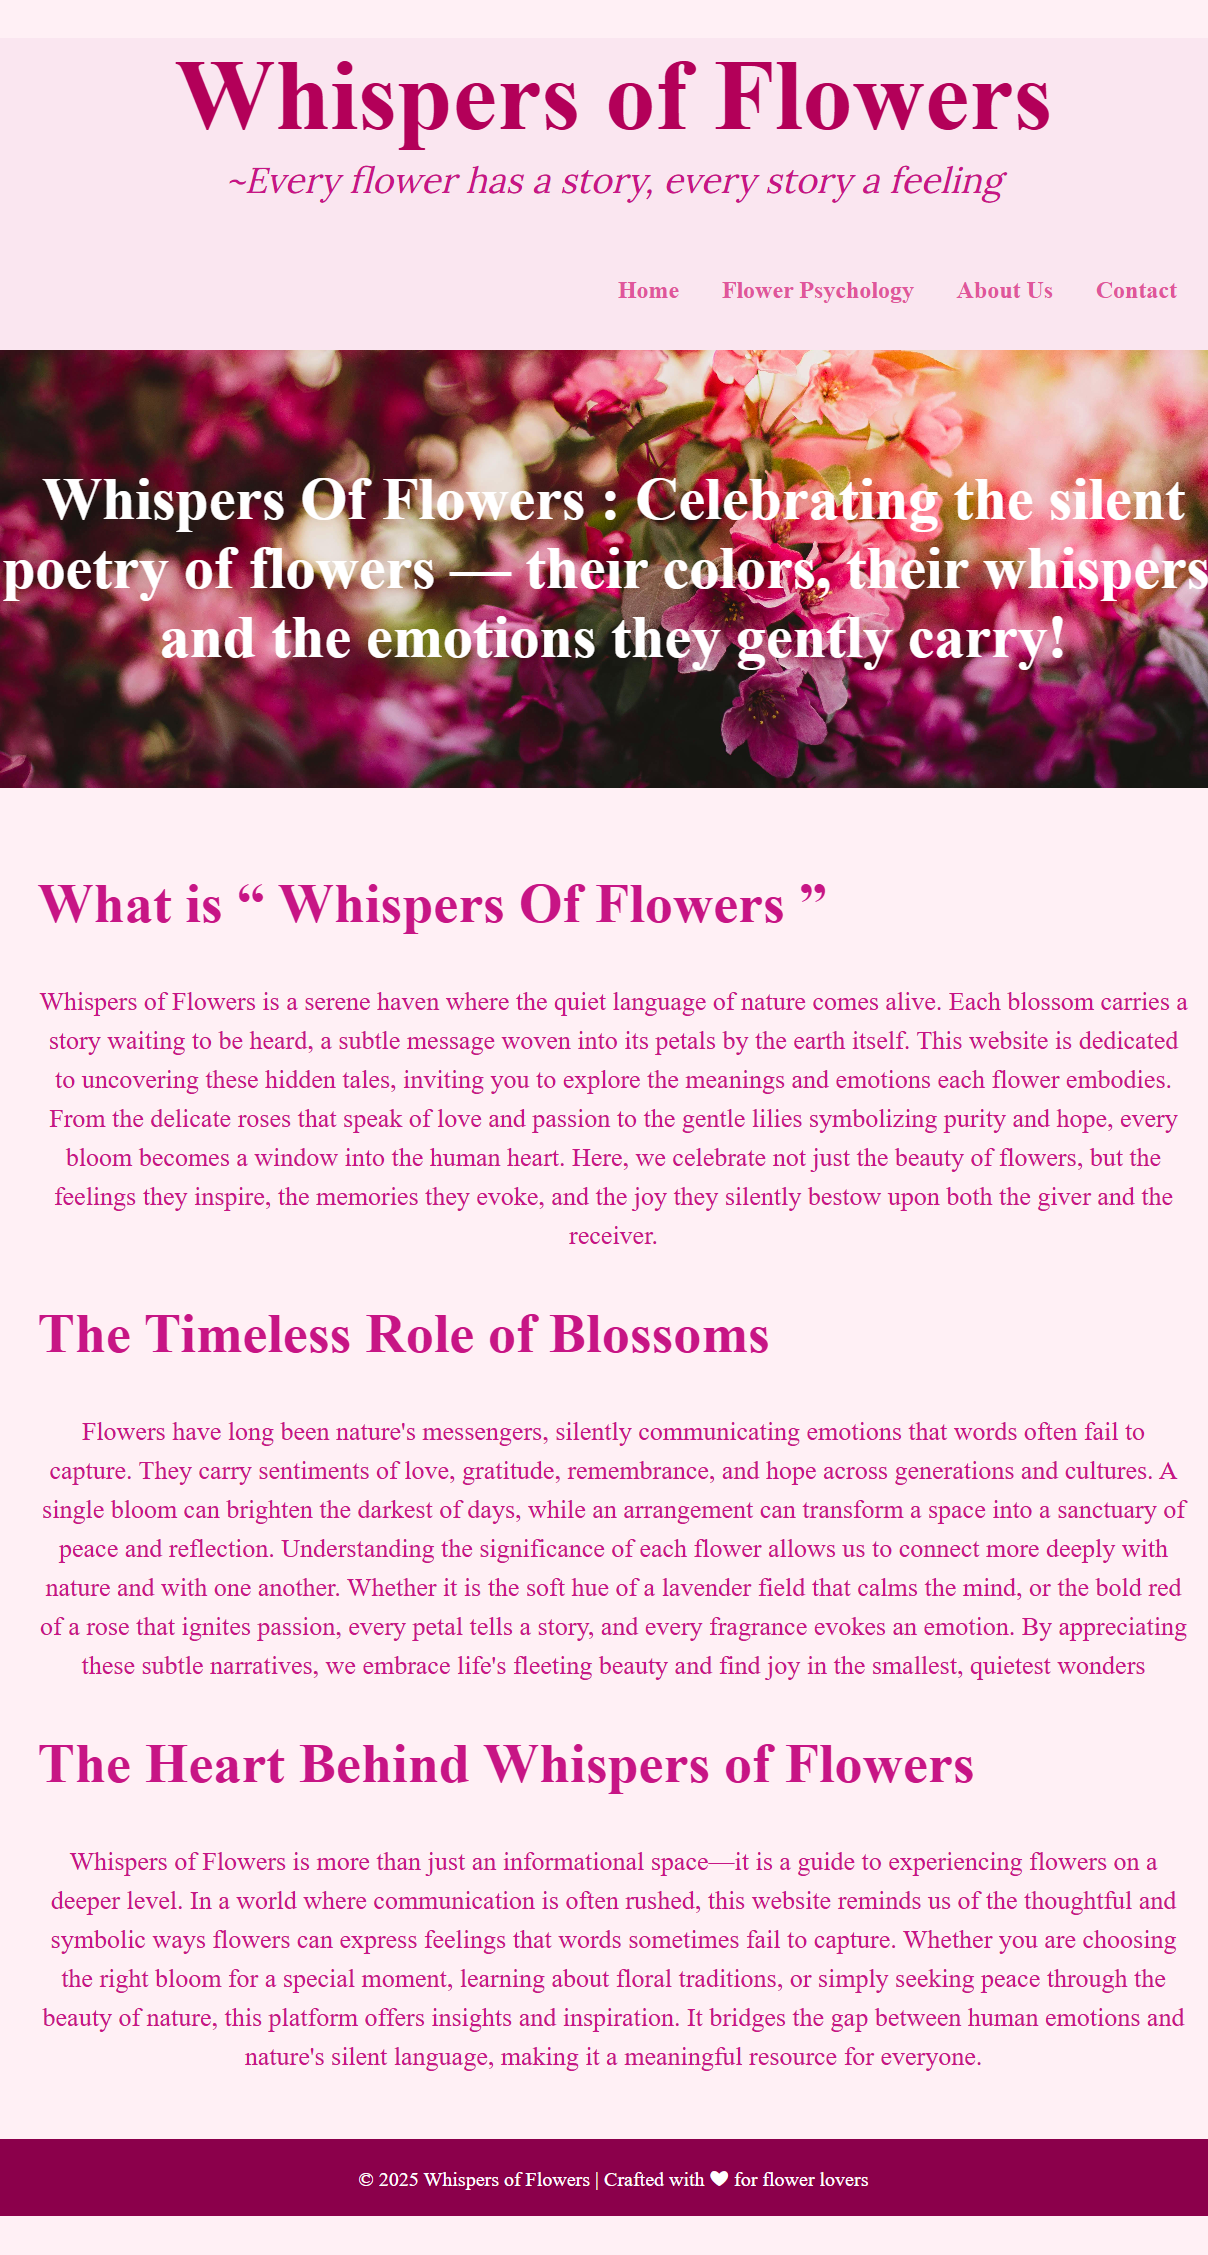 Whispers of Flowers
~Every flower has a story, every story a feeling
Home Flower Psychology About Us Contact
Whispers Of Flowers : Celebrating the silent
poetry of flowers — their colors, their whispers
and the emotions they gently carry!
What is “ Whispers Of Flowers ”
Whispers of Flowers is a serene haven where the quiet language of nature comes alive. Each blossom carries a
story waiting to be heard, a subtle message woven into its petals by the earth itself. This website is dedicated
to uncovering these hidden tales, inviting you to explore the meanings and emotions each flower embodies.
From the delicate roses that speak of love and passion to the gentle lilies symbolizing purity and hope, every
bloom becomes a window into the human heart. Here, we celebrate not just the beauty of flowers, but the
feelings they inspire, the memories they evoke, and the joy they silently bestow upon both the giver and the
receiver.
The Timeless Role of Blossoms
Flowers have long been nature's messengers, silently communicating emotions that words often fail to
capture. They carry sentiments of love, gratitude, remembrance, and hope across generations and cultures. A
single bloom can brighten the darkest of days, while an arrangement can transform a space into a sanctuary of
peace and reflection. Understanding the significance of each flower allows us to connect more deeply with
nature and with one another. Whether it is the soft hue of a lavender field that calms the mind, or the bold red
of a rose that ignites passion, every petal tells a story, and every fragrance evokes an emotion. By appreciating
these subtle narratives, we embrace life's fleeting beauty and find joy in the smallest, quietest wonders
The Heart Behind Whispers of Flowers
Whispers of Flowers is more than just an informational space—it is a guide to experiencing flowers on a
deeper level. In a world where communication is often rushed, this website reminds us of the thoughtful and
symbolic ways flowers can express feelings that words sometimes fail to capture. Whether you are choosing
the right bloom for a special moment, learning about floral traditions, or simply seeking peace through the
beauty of nature, this platform offers insights and inspiration. It bridges the gap between human emotions and
nature's silent language, making it a meaningful resource for everyone.
© 2025 Whispers of Flowers | Crafted with ♥ for flower lovers